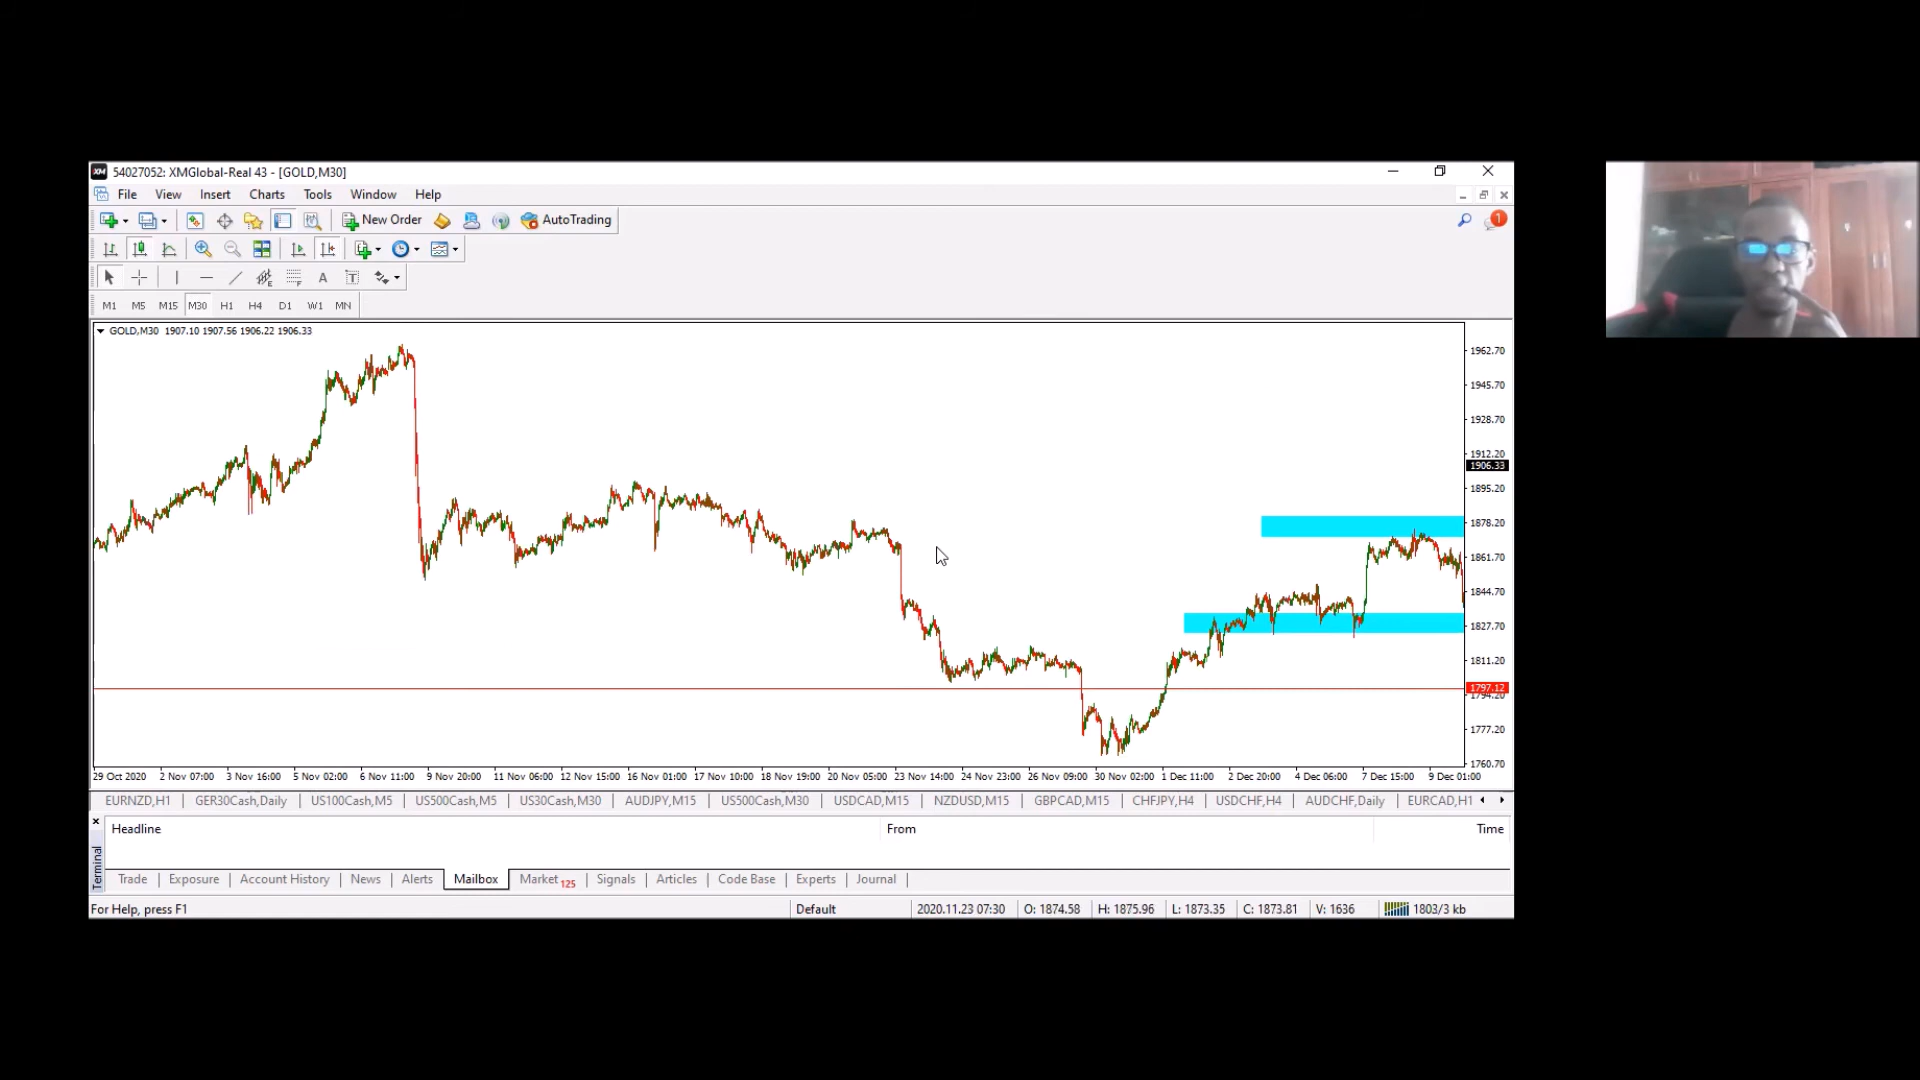 54027052: XMGlobal-Real 43 - [GOLD,M30]
File View Insert Charts Tools Window Help
New Order AutoTrading 1
A T
M1 M5 M15 M30 H1 H4 D1 W1 MN
GOLD,M30 1907.10 1907.56 1906.22 1906.33
1962.70
1945.70
1928.70
1912.20
1906.33
1895.20
1878.20
1861.70
1844.70
1827.70
1811.20
1797.12
1794.20
1777.20
1760.70
29 Oct 2020 2 Nov 07:00 3 Nov 16:00 5 Nov 02:00 6 Nov 11:00 9 Nov 20:00 11 Nov 06:00 12 Nov 15:00 16 Nov 01:00 17 Nov 10:00 18 Nov 19:00 20 Nov 05:00 23 Nov 14:00 24 Nov 23:00 26 Nov 09:00 30 Nov 02:00 1 Dec 11:00 2 Dec 20:00 4 Dec 06:00 7 Dec 15:00 9 Dec 01:00
EURNZD,H1 GER30Cash,Daily US100Cash,M5 US500Cash,M5 US30Cash,M30 AUDJPY,M15 US500Cash,M30 USDCAD,M15 NZDUSD,M15 GBPCAD,M15 CHFJPY,H4 USDCHF,H4 AUDCHF,Daily EURCAD,H1
Headline From Time
Terminal
Trade Exposure Account History News Alerts Mailbox Market 125 Signals Articles Code Base Experts Journal
For Help, press F1 Default 2020.11.23 07:30 O: 1874.58 H: 1875.96 L: 1873.35 C: 1873.81 V: 1636 1803/3 kb